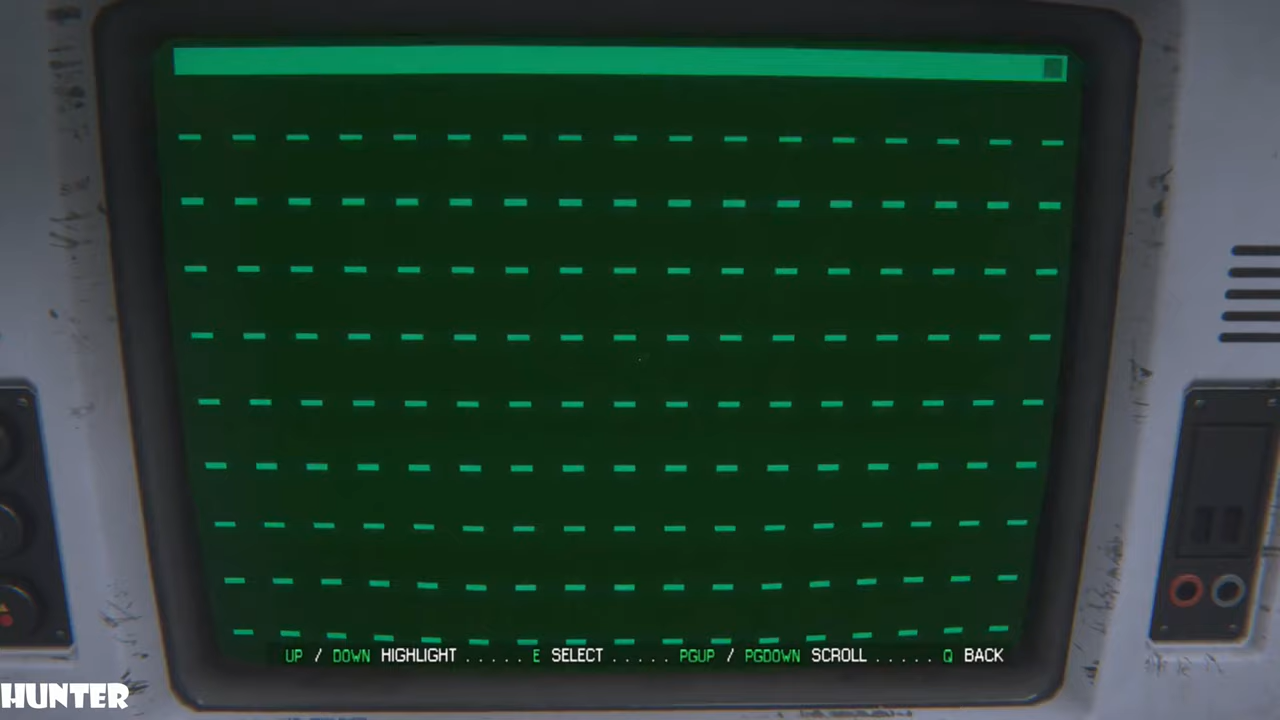 UP / DOWN HIGHLIGHT ..... E SELECT ..... PGUP / PGDOWN SCROLL ..... Q BACK
HUNTER